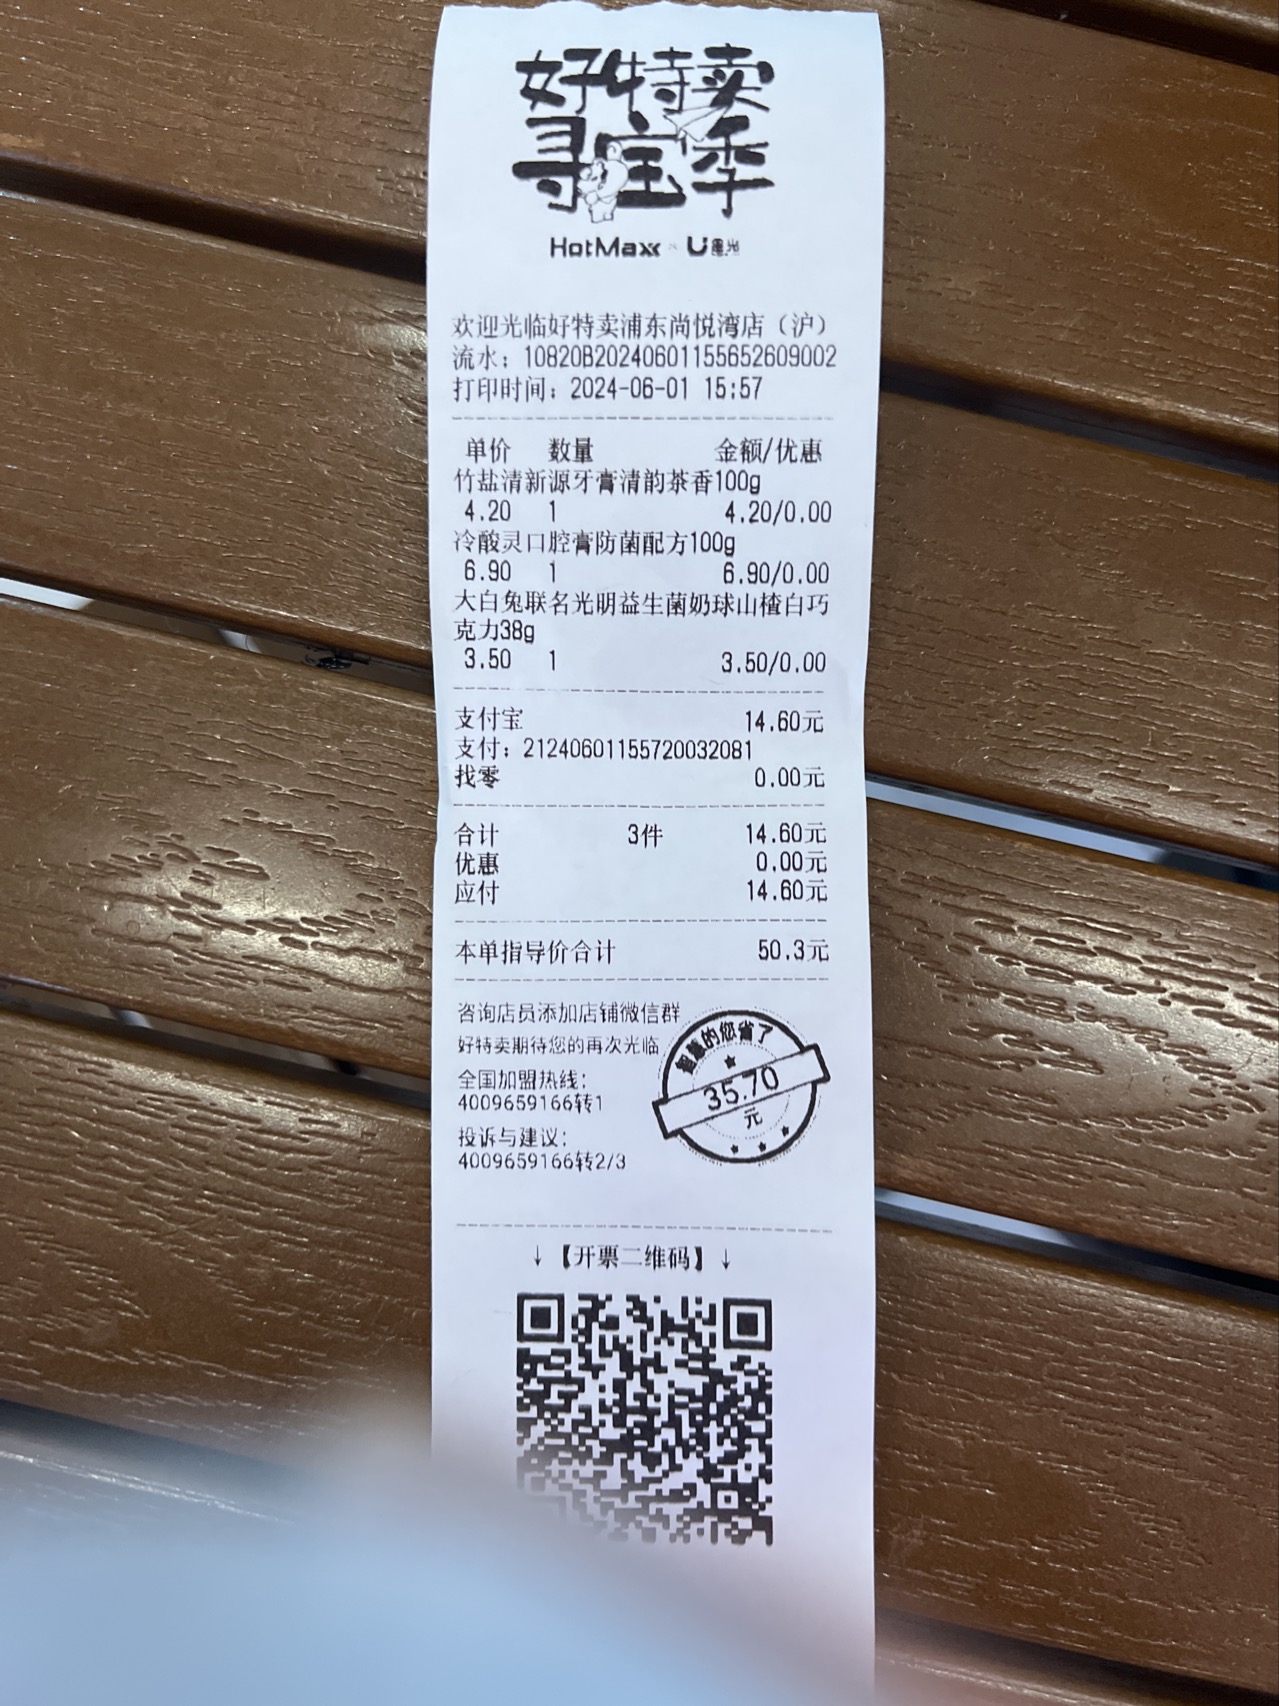 好特卖
寻宝季
HotMaxx × U星光
欢迎光临好特卖浦东尚悦湾店（沪）
流水：10820B20240601155652609002
打印时间：2024-06-01 15:57
单价 数量 金额/优惠
竹盐清新源牙膏清韵茶香100g
4.20 1 4.20/0.00
冷酸灵口腔膏防菌配方100g
6.90 1 6.90/0.00
大白兔联名光明益生菌奶球山楂白巧
克力38g
3.50 1 3.50/0.00
支付宝 14.60元
支付：21240601155720032081
找零 0.00元
合计 3件 14.60元
优惠 0.00元
应付 14.60元
本单指导价合计 50.3元
咨询店员添加店铺微信群
好特卖期待您的再次光临
全国加盟热线：
4009659166转1
投诉与建议：
4009659166转2/3
智慧的您省了
35.70
元
↓【开票二维码】↓